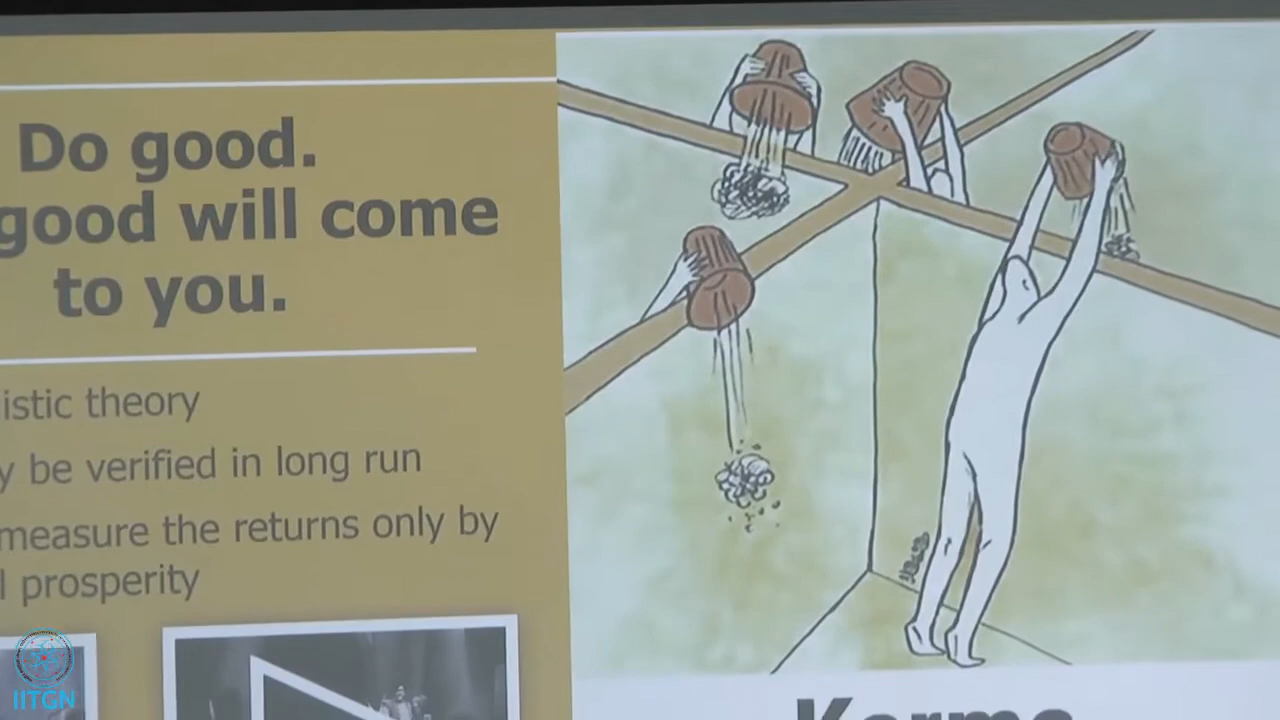 Do good.
good will come
to you.
istic theory
y be verified in long run
measure the returns only by
l prosperity
Karma
IITGN